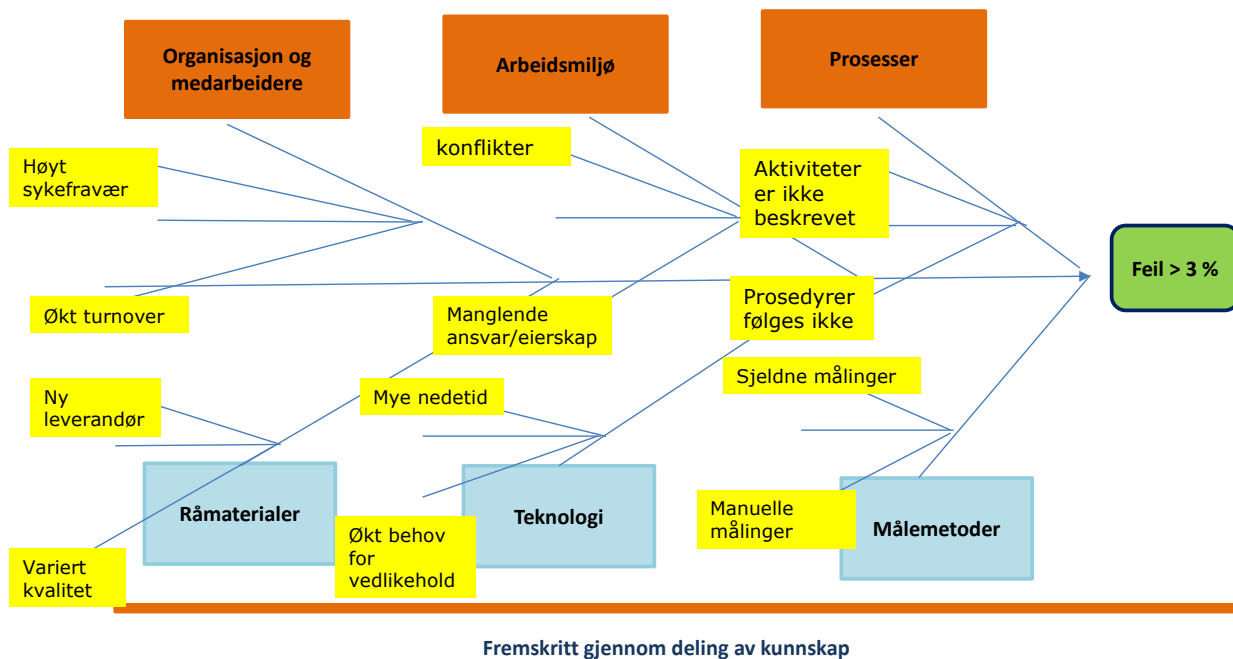 Organisasjon og
medarbeidere
Arbeidsmiljø
Prosesser
Høyt
sykefravær
konflikter
Aktiviteter
er ikke
beskrevet
Feil > 3 %
Økt turnover
Manglende
ansvar/eierskap
Prosedyrer
følges ikke
Ny
leverandør
Mye nedetid
Sjeldne målinger
Råmaterialer
Teknologi
Målemetoder
Variert
kvalitet
Økt behov
for
vedlikehold
Manuelle
målinger
Fremskritt gjennom deling av kunnskap